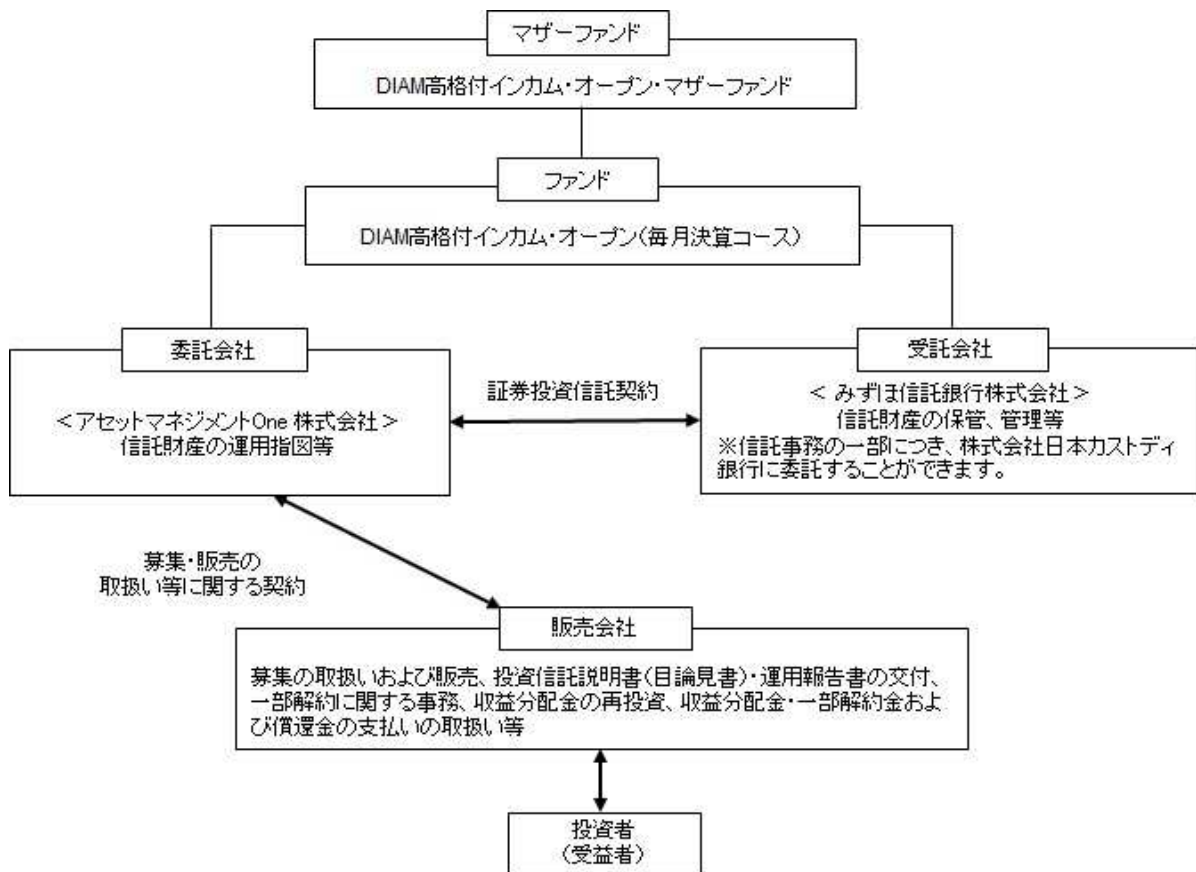 マザーファンド
DIAM高格付インカム・オープン・マザーファンド
ファンド
DIAM高格付インカム・オープン(毎月決算コース)
委託会社
<アセットマネジメントOne 株式会社>
信託財産の運用指図等
証券投資信託契約
受託会社
< みずほ信託銀行株式会社>
信託財産の保管、管理等
※信託事務の一部につき、株式会社日本カストディ
銀行に委託することができます。
募集・販売の
取扱い等に関する契約
販売会社
募集の取扱いおよび販売、投資信託説明書(目論見書)・運用報告書の交付、
一部解約に関する事務、収益分配金の再投資、収益分配金・一部解約金およ
び償還金の支払いの取扱い等
投資者
(受益者)